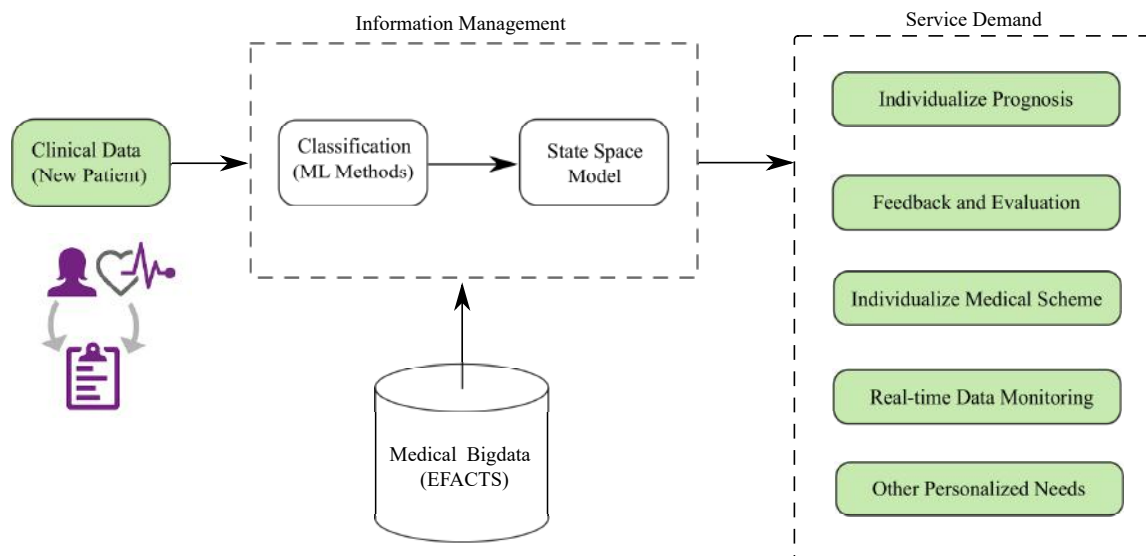 Information Management
Service Demand
Clinical Data
(New Patient)
Classification
(ML Methods)
State Space
Model
Medical Bigdata
(EFACTS)
Individualize Prognosis
Feedback and Evaluation
Individualize Medical Scheme
Real-time Data Monitoring
Other Personalized Needs